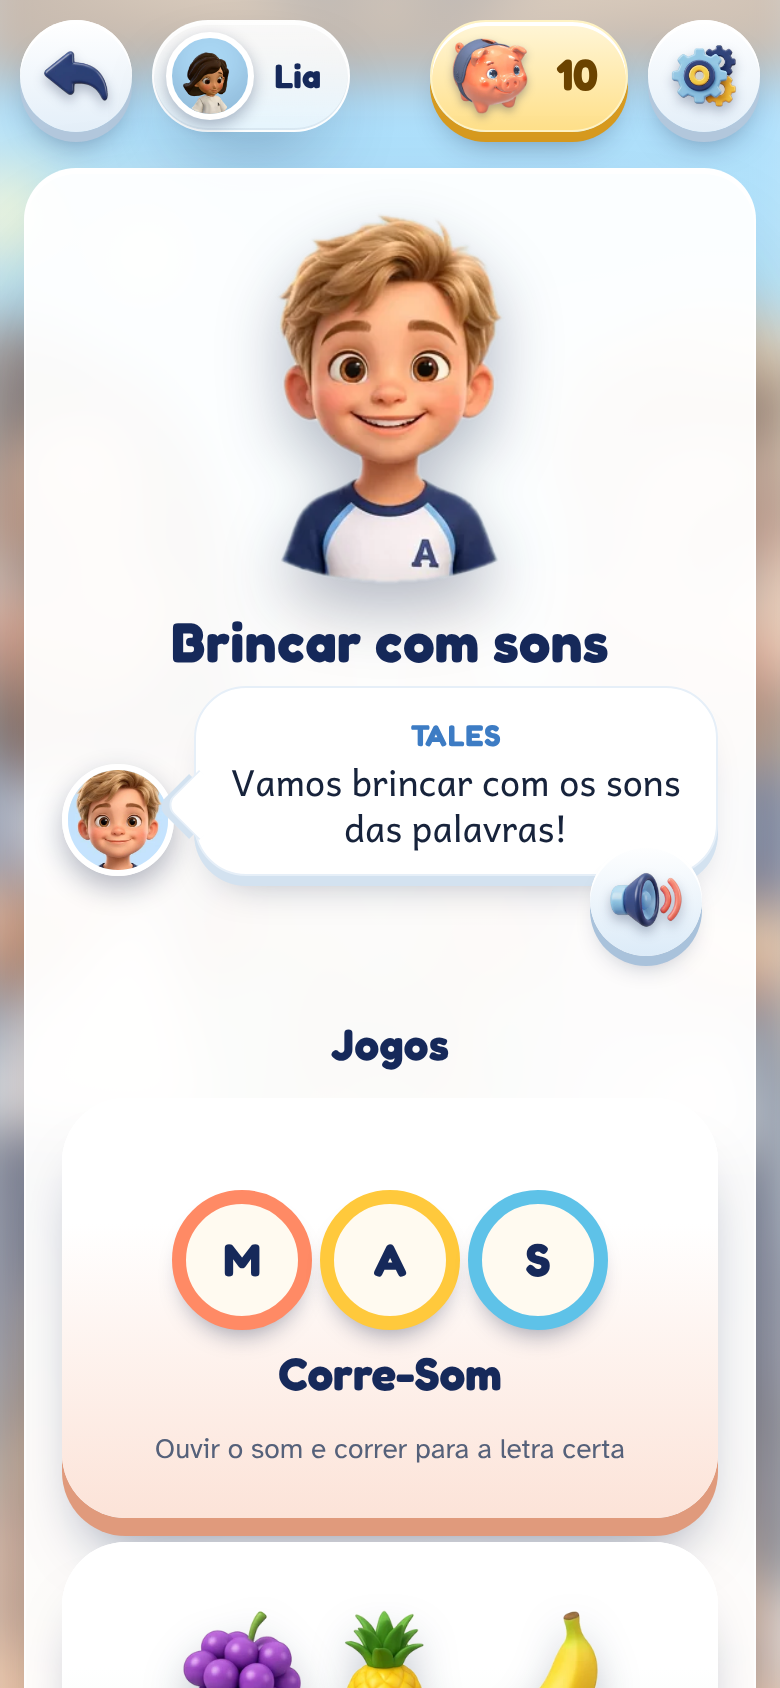 Lia
10
A
Brincar com sons
TALES
Vamos brincar com os sons
das palavras!
Jogos
M A S
Corre-Som
Ouvir o som e correr para a letra certa